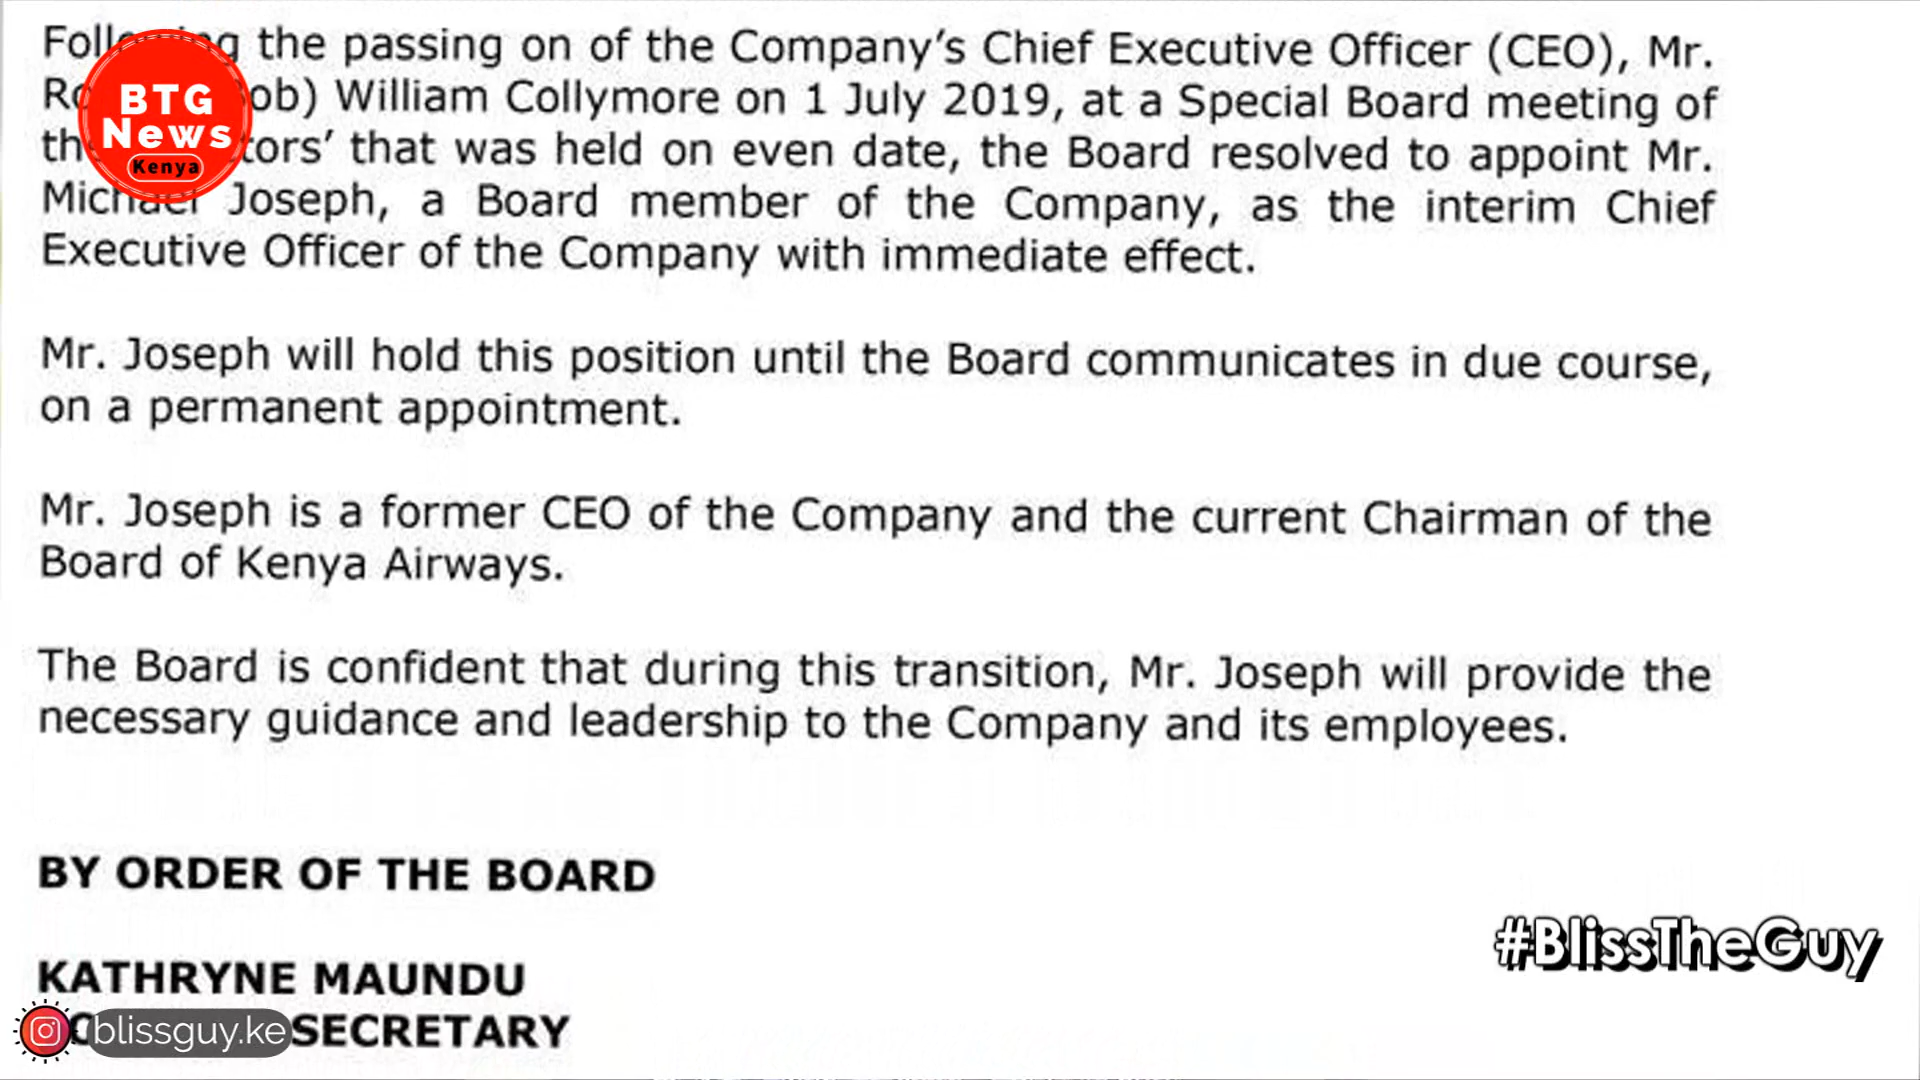 the passing on of the Company's Chief Executive Officer (CEO), Mr.
William Collymore on 1 July 2019, at a Special Board meeting of
that was held on even date, the Board resolved to appoint Mr.
Michael Joseph, a Board member of the Company, as the interim Chief
Executive Officer of the Company with immediate effect.
Mr. Joseph will hold this position until the Board communicates in due course,
on a permanent appointment.
Mr. Joseph is a former CEO of the Company and the current Chairman of the
Board of Kenya Airways.
The Board is confident that during this transition, Mr. Joseph will provide the
necessary guidance and leadership to the Company and its employees.
BY ORDER OF THE BOARD
KATHRYNE MAUNDU
SECRETARY
BTG
News
Kenya
#BlissTheGuy
blissguy.ke